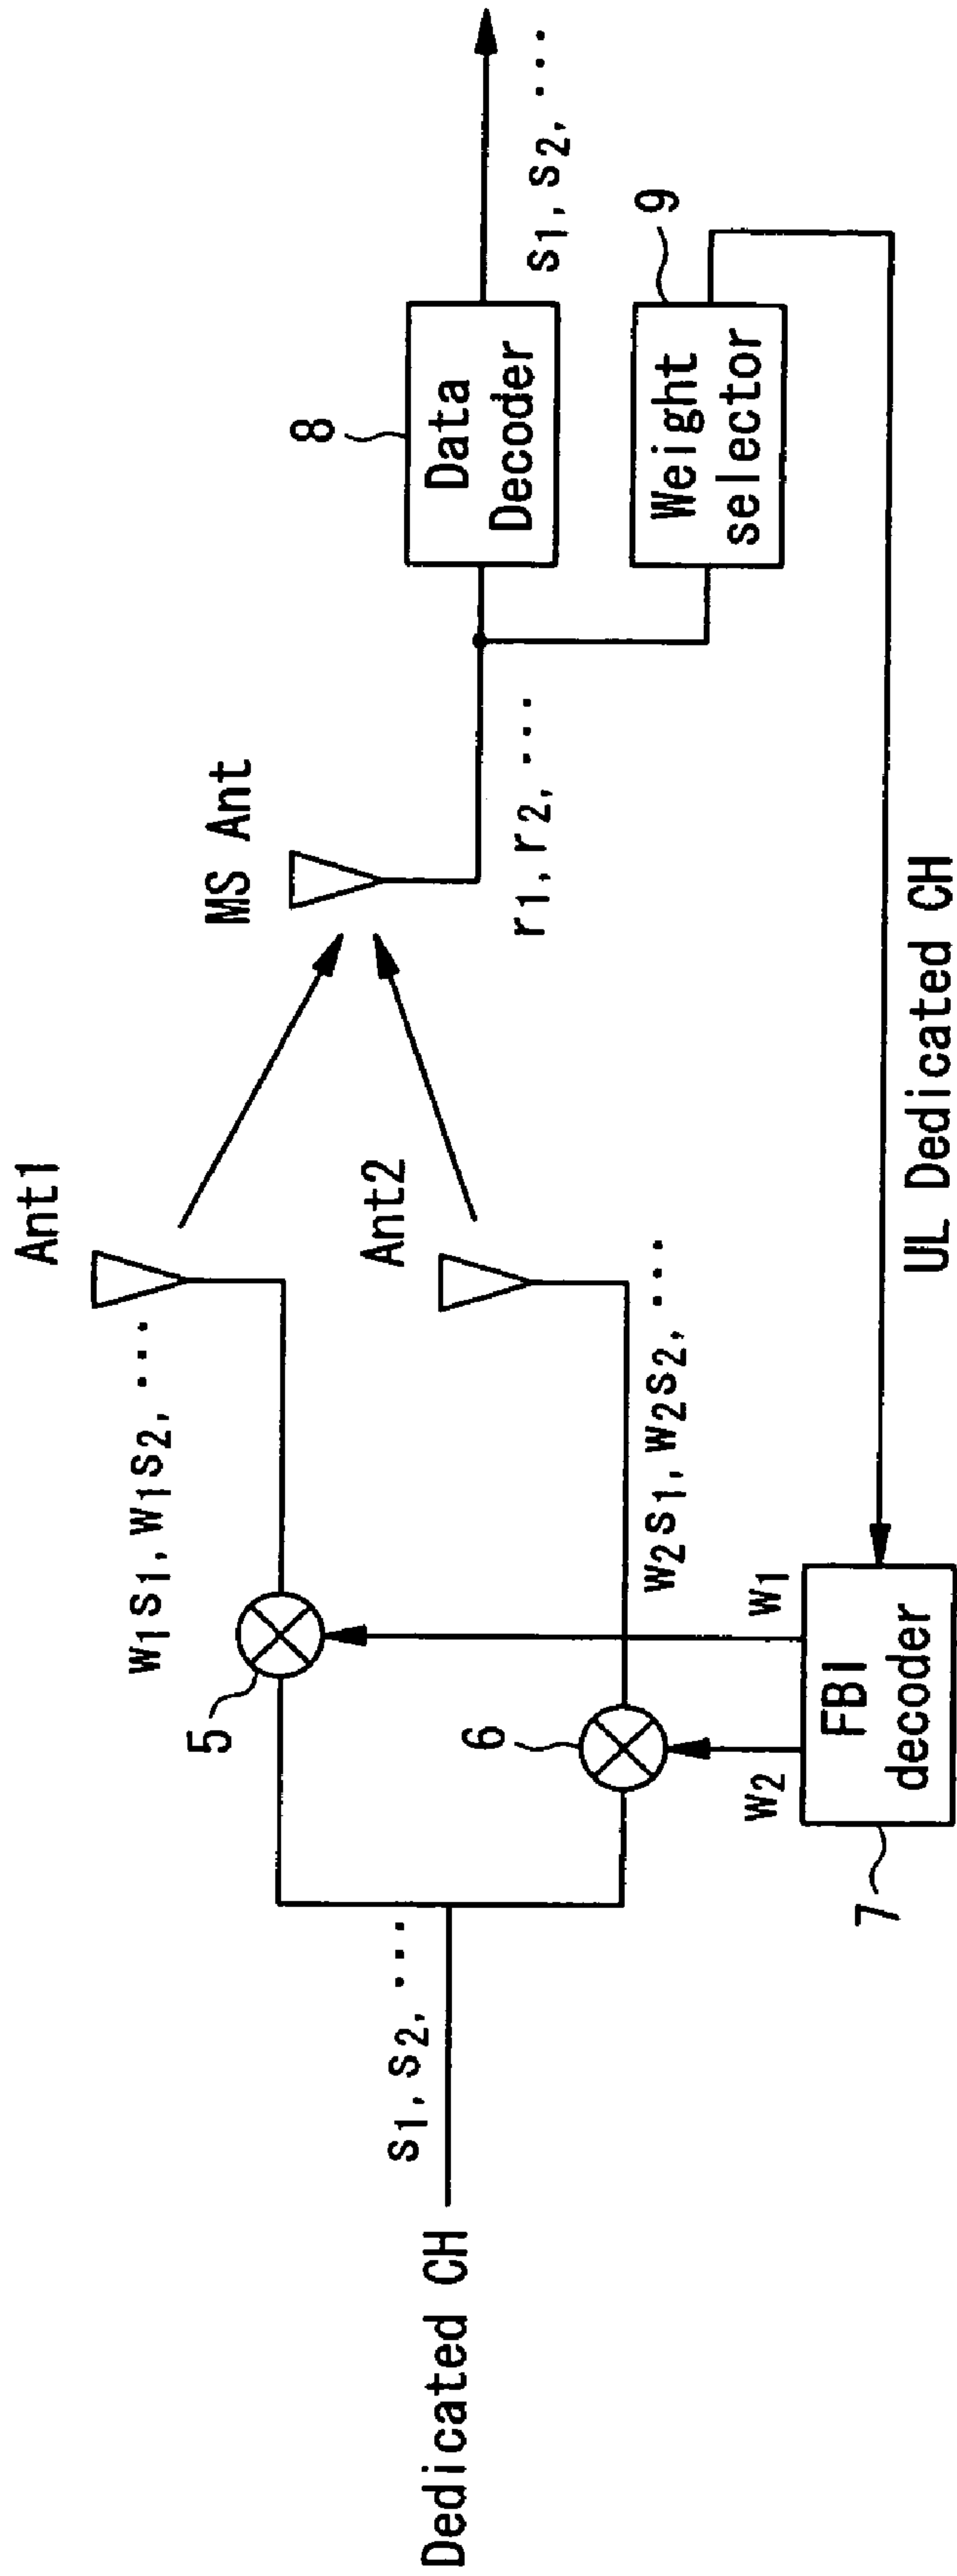 Dedicated CH
s1, s2, ...
5
w1s1, w1s2, ...
Ant1
6
w2s1, w2s2, ...
Ant2
w2
w1
7
FBI
decoder
MS Ant
r1, r2, ...
8
Data
Decoder
s1, s2, ...
9
Weight
selector
UL Dedicated CH